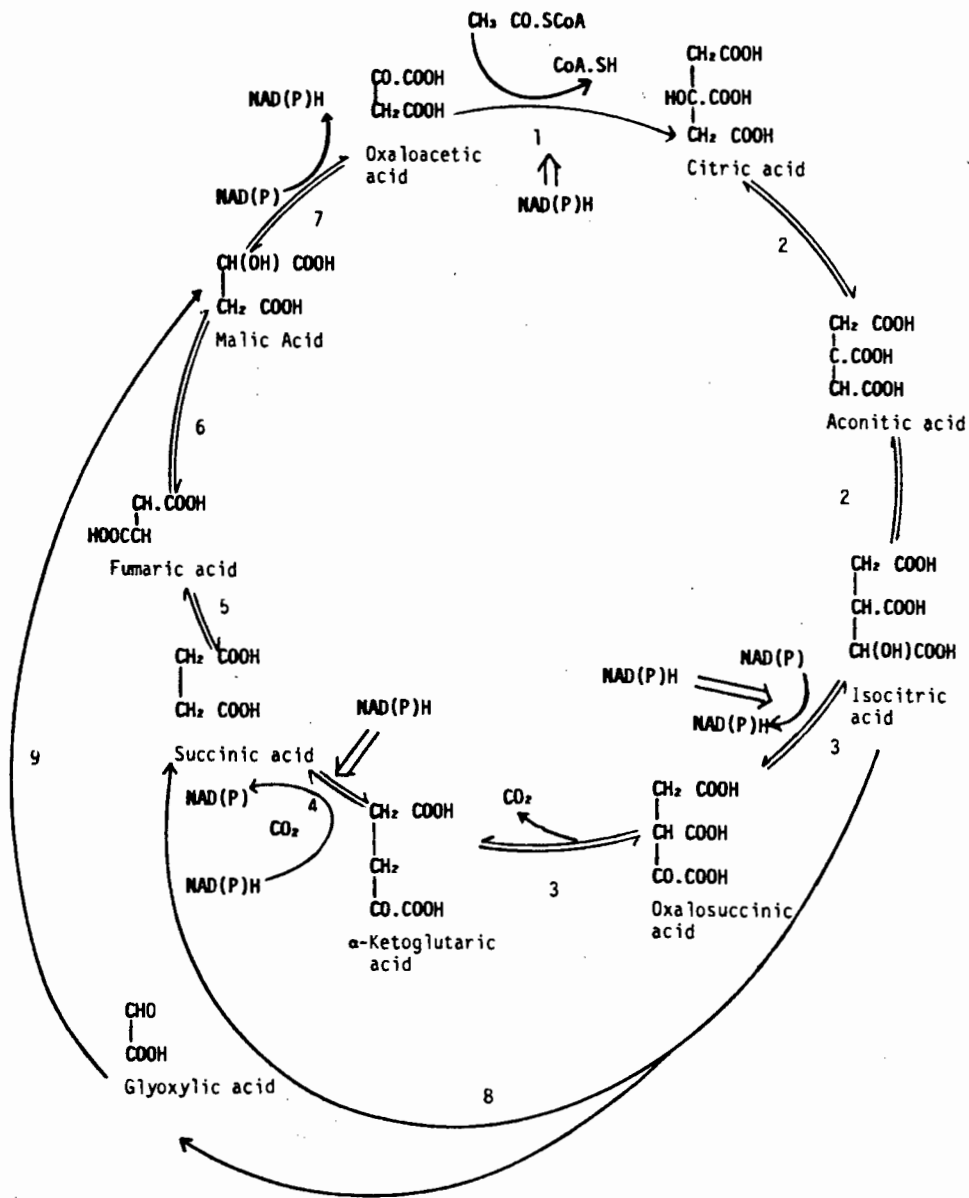 CH₃ CO.SCoA
CoA.SH
CO.COOH
CH₂COOH
Oxaloacetic
acid
1
NAD(P)H
CH₂COOH
HOC.COOH
CH₂ COOH
Citric acid
2
CH₂ COOH
C.COOH
CH.COOH
Aconitic acid
2
CH₂ COOH
CH.COOH
CH(OH)COOH
Isocitric
acid
NAD(P)H
NAD(P)
NAD(P)H
3
CH₂ COOH
CH COOH
CO.COOH
Oxalosuccinic
acid
CO₂
3
CH₂ COOH
CH₂
CO.COOH
α-Ketoglutaric
acid
NAD(P)H
4
NAD(P)
CO₂
NAD(P)H
CH₂ COOH
CH₂ COOH
Succinic acid
5
CH.COOH
HOOCCH
Fumaric acid
6
CH(OH) COOH
CH₂ COOH
Malic Acid
7
NAD(P)
NAD(P)H
8
CHO
COOH
Glyoxylic acid
9